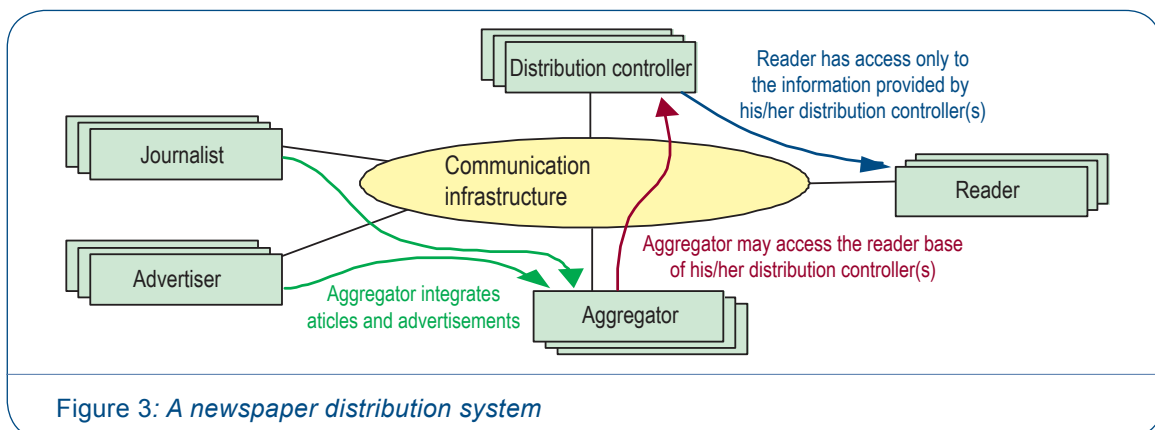 Distribution controller
Reader has access only to
the information provided by
his/her distribution controller(s)
Journalist
Communication
infrastructure
Reader
Advertiser
Aggregator may access the reader base
of his/her distribution controller(s)
Aggregator integrates
aticles and advertisements
Aggregator
Figure 3: A newspaper distribution system